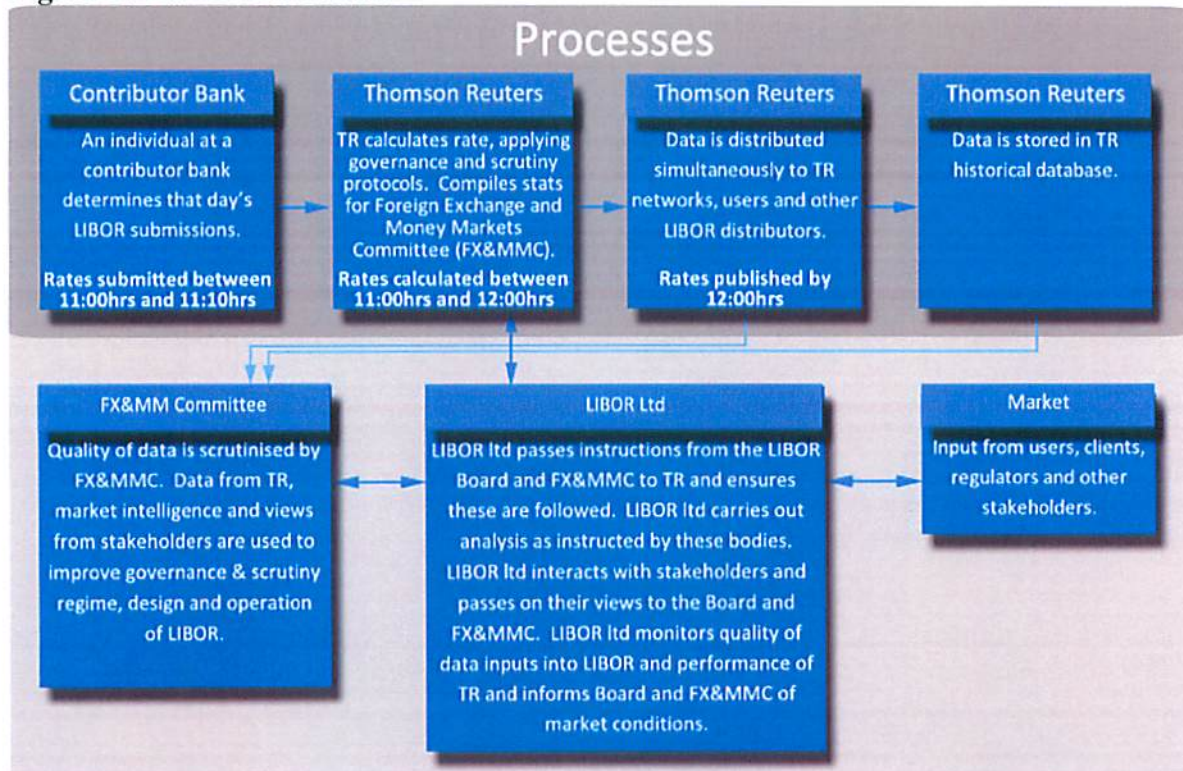 Processes
Contributor Bank
An individual at a
contributor bank
determines that day's
LIBOR submissions.
Rates submitted between
11:00hrs and 11:10hrs
Thomson Reuters
TR calculates rate, applying
governance and scrutiny
protocols. Compiles stats
for Foreign Exchange and
Money Markets
Committee (FX&MMC).
Rates calculated between
11:00hrs and 12:00hrs
Thomson Reuters
Data is distributed
simultaneously to TR
networks, users and other
LIBOR distributors.
Rates published by
12:00hrs
Thomson Reuters
Data is stored in TR
historical database.
FX&MM Committee
Quality of data is scrutinised by
FX&MMC. Data from TR,
market intelligence and views
from stakeholders are used to
improve governance & scrutiny
regime, design and operation
of LIBOR.
LIBOR Ltd
LIBOR ltd passes instructions from the LIBOR
Board and FX&MMC to TR and ensures
these are followed. LIBOR ltd carries out
analysis as instructed by these bodies.
LIBOR ltd interacts with stakeholders and
passes on their views to the Board and
FX&MMC. LIBOR ltd monitors quality of
data inputs into LIBOR and performance of
TR and informs Board and FX&MMC of
market conditions.
Market
Input from users, clients,
regulators and other
stakeholders.